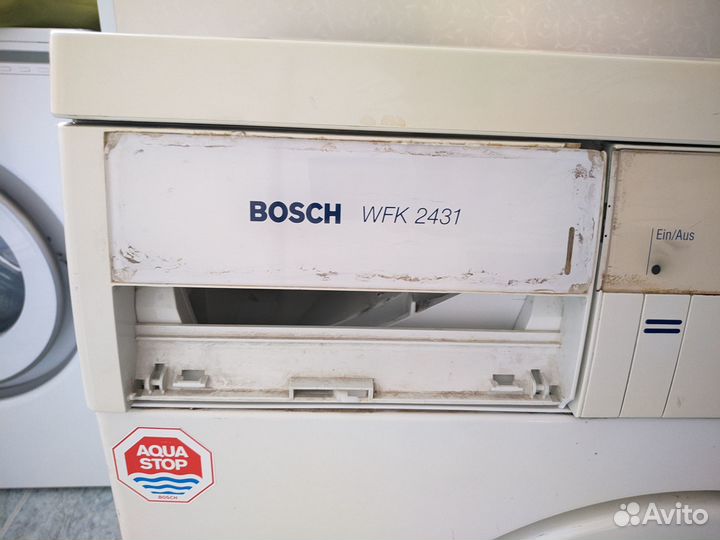 BOSCH WFK 2431
Ein/Aus
AQUA
STOP
BOSCH
Avito